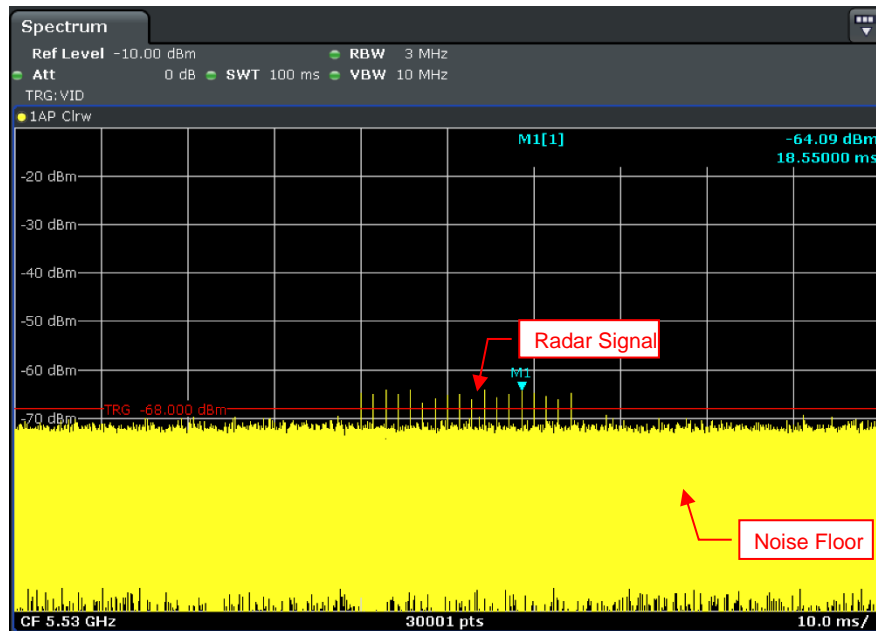 Spectrum
Ref Level -10.00 dBm RBW 3 MHz
Att 0 dB SWT 100 ms VBW 10 MHz
TRG:VID
1AP Clrw
M1[1] -64.09 dBm
18.55000 ms
-20 dBm
-30 dBm
-40 dBm
-50 dBm
Radar Signal
-60 dBm
M1
TRG -68.000 dBm
-70 dBm
Noise Floor
CF 5.53 GHz 30001 pts 10.0 ms/